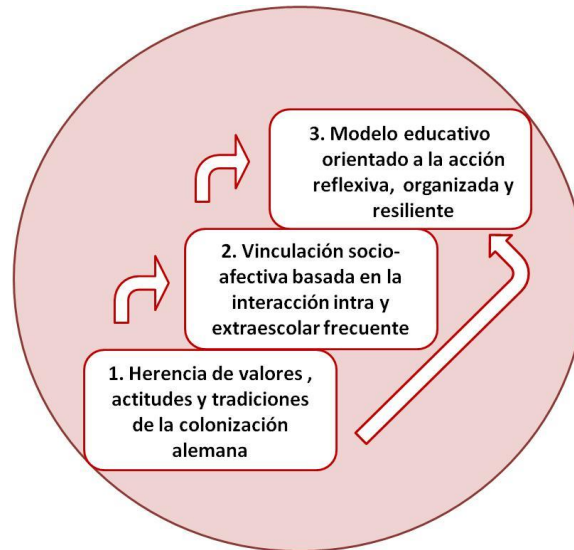 3. Modelo educativo
orientado a la acción
reflexiva, organizada y
resiliente
2. Vinculación socio-
afectiva basada en la
interacción intra y
extraescolar frecuente
1. Herencia de valores ,
actitudes y tradiciones
de la colonización
alemana